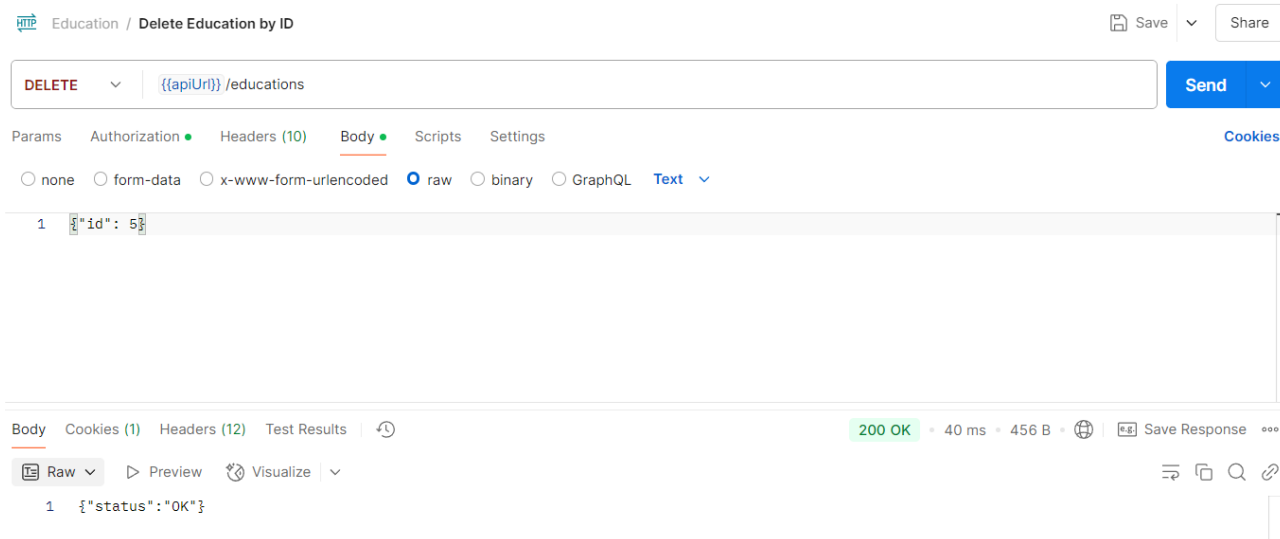 HTTP Education / Delete Education by ID Save Share
DELETE {{apiUrl}} /educations Send
Params Authorization Headers (10) Body Scripts Settings Cookies
none form-data x-www-form-urlencoded raw binary GraphQL Text
1 {"id": 5}
Body Cookies (1) Headers (12) Test Results 200 OK 40 ms 456 B e.g. Save Response
Raw Preview Visualize
1 {"status":"OK"}